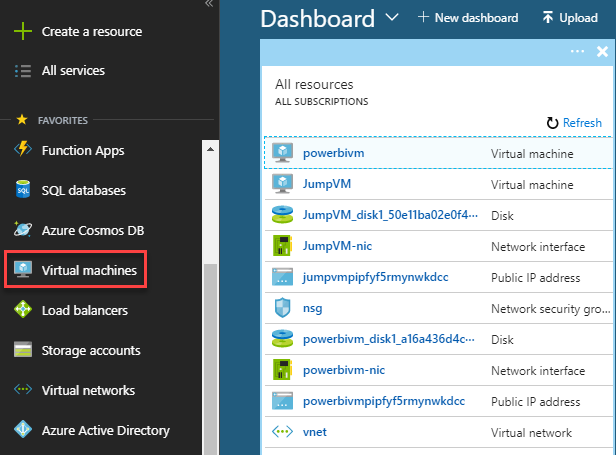 Create a resource
All services
FAVORITES
Function Apps
SQL databases
Azure Cosmos DB
Virtual machines
Load balancers
Storage accounts
Virtual networks
Azure Active Directory
Dashboard
+ New dashboard
Upload
All resources
ALL SUBSCRIPTIONS
Refresh
powerbivm Virtual machine
JumpVM Virtual machine
JumpVM_disk1_50e11ba02e0f4··· Disk
JumpVM-nic Network interface
jumpvmpipfyf5rmynwkdcc Public IP address
nsg Network security gro...
powerbivm_disk1_a16a436d4c··· Disk
powerbivm-nic Network interface
powerbivmpipfyf5rmynwkdcc Public IP address
vnet Virtual network